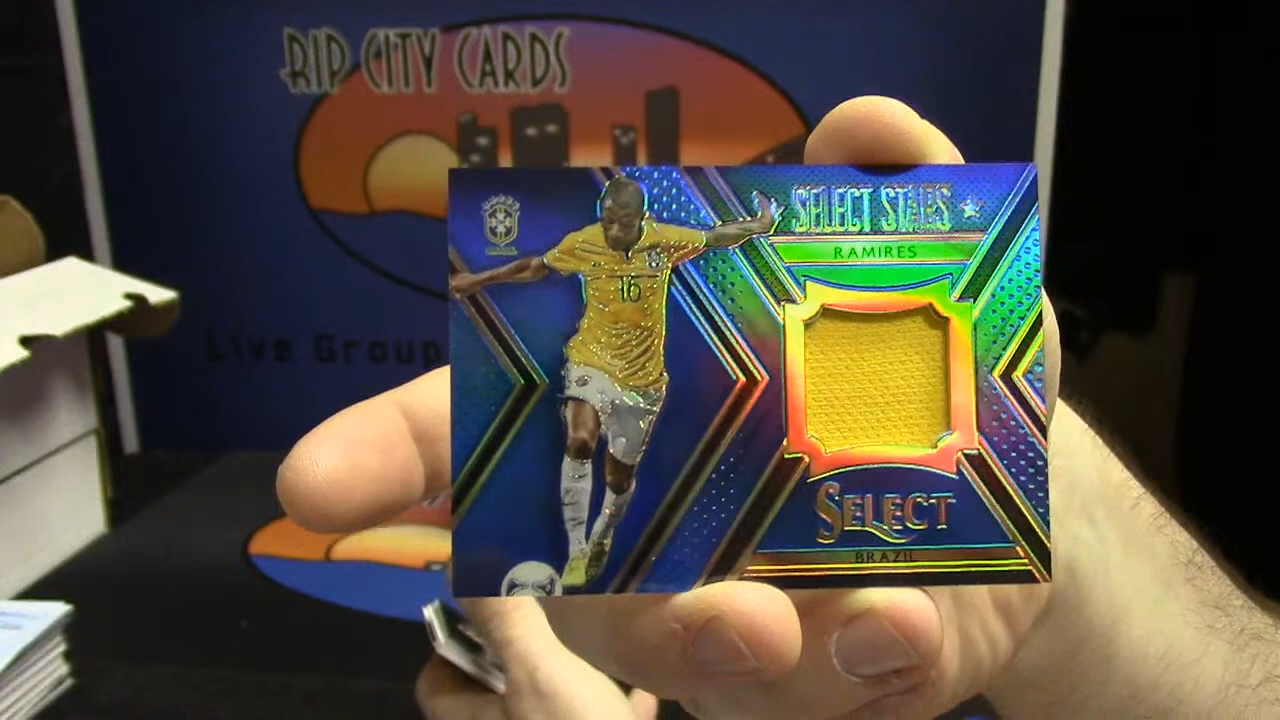 RIP CITY CARDS
Live Group
SELECT STARS
RAMIRES
16
SELECT
BRAZIL